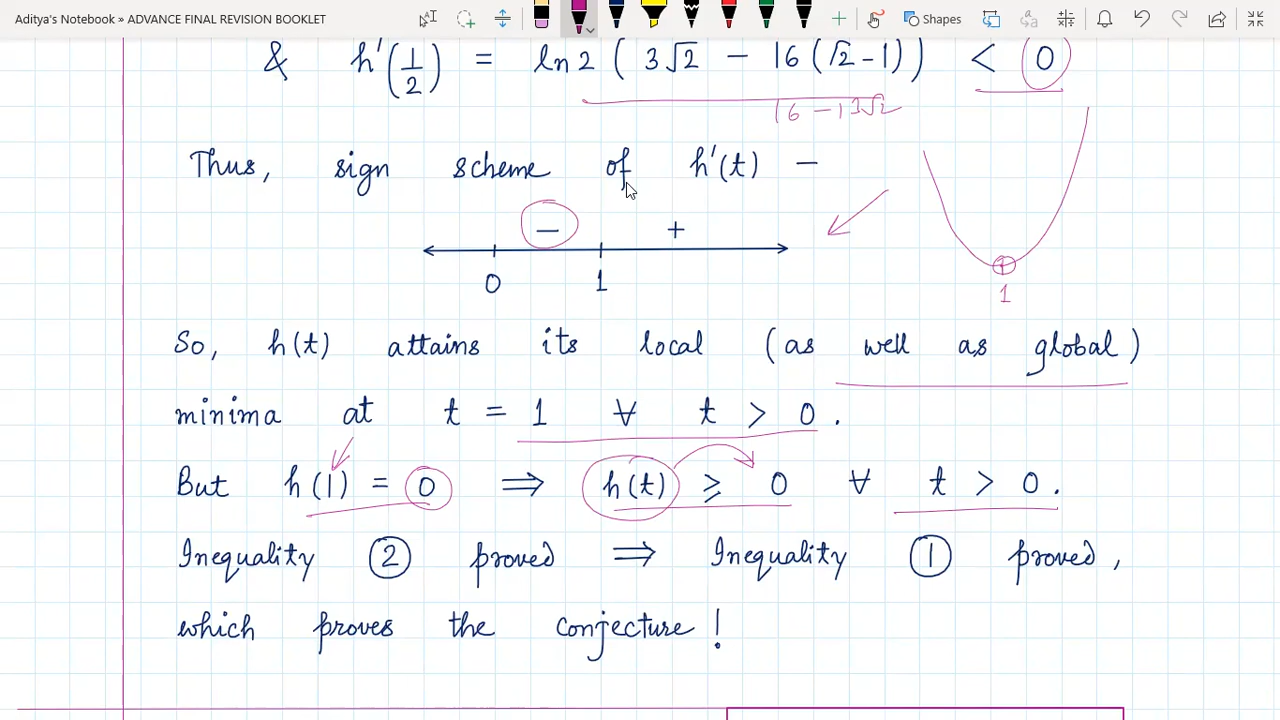 Aditya's Notebook » ADVANCE FINAL REVISION BOOKLET
Shapes
& h'(1/2) = ln 2 ( 3√2 − 16 (√2 − 1) ) < 0
16 − 13√2
Thus, sign scheme of h'(t) −
− +
0 1
1
So, h(t) attains its local (as well as global)
minima at t = 1 ∀ t > 0 .
But h(1) = 0 ⟹ h(t) ≥ 0 ∀ t > 0 .
Inequality ② proved ⟹ Inequality ① proved,
which proves the conjecture !